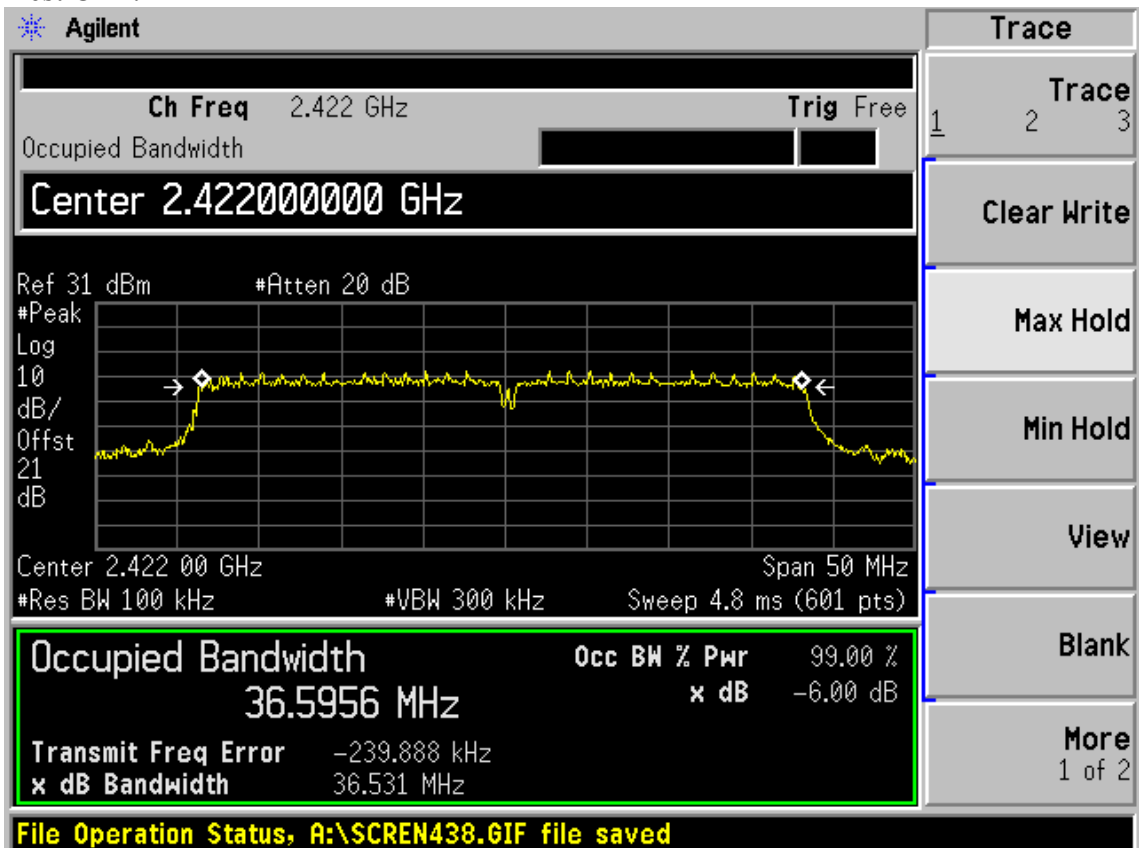 Agilent
Trace
Ch Freq 2.422 GHz Trig Free
Occupied Bandwidth
Center 2.422000000 GHz
Ref 31 dBm #Atten 20 dB
#Peak
Log
10
dB/
Offst
21
dB
Center 2.422 00 GHz Span 50 MHz
#Res BW 100 kHz #VBW 300 kHz Sweep 4.8 ms (601 pts)
Occupied Bandwidth
36.5956 MHz
Occ BW % Pwr 99.00 %
x dB -6.00 dB
Transmit Freq Error -239.888 kHz
x dB Bandwidth 36.531 MHz
File Operation Status, A:\SCREN438.GIF file saved
Trace
1 2 3
Clear Write
Max Hold
Min Hold
View
Blank
More
1 of 2